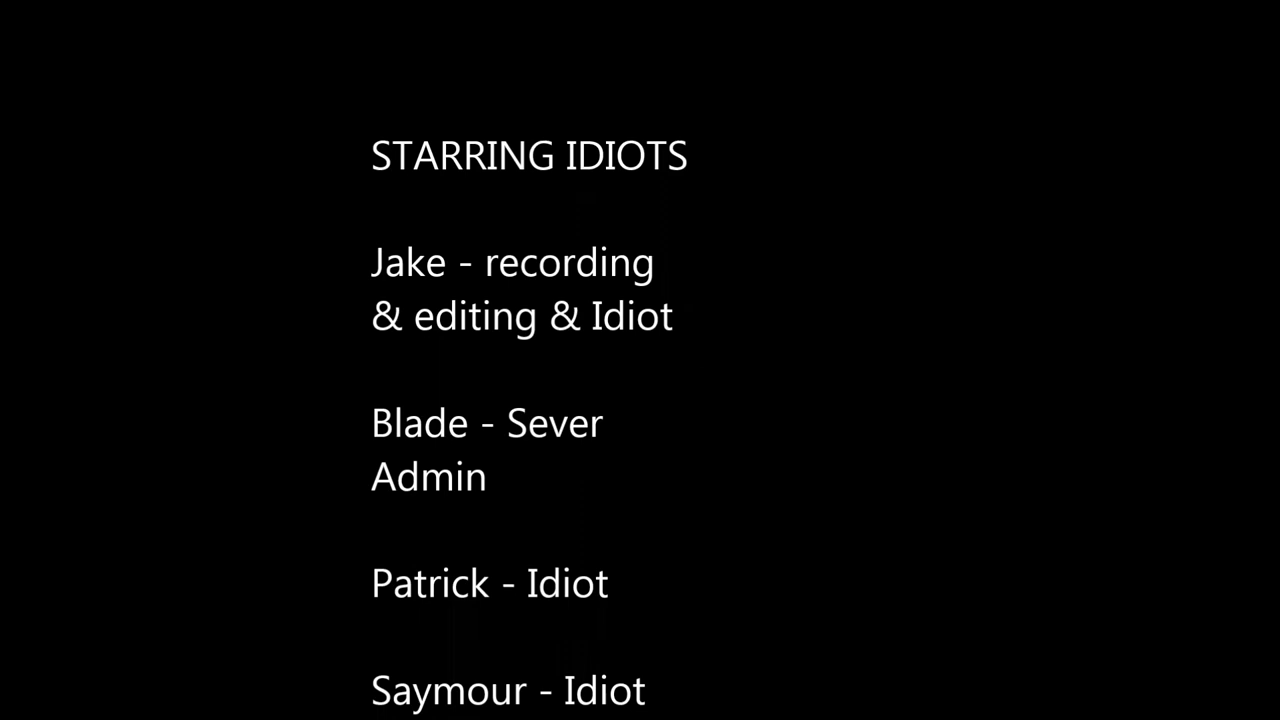 STARRING IDIOTS
Jake - recording
& editing & Idiot
Blade - Sever
Admin
Patrick - Idiot
Saymour - Idiot